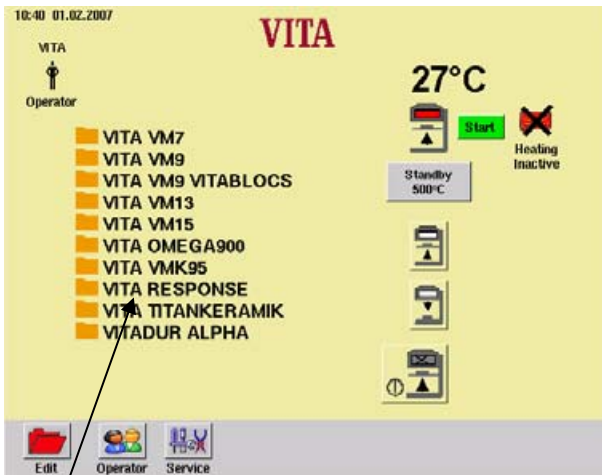 10:40 01.02.2007
VITA
VITA
Operator
27°C
Start
Heating
Inactive
Standby
500°C
VITA VM7
VITA VM9
VITA VM9 VITABLOCS
VITA VM13
VITA VM15
VITA OMEGA900
VITA VMK95
VITA RESPONSE
VITA TITANKERAMIK
VITADUR ALPHA
Edit
Operator
Service